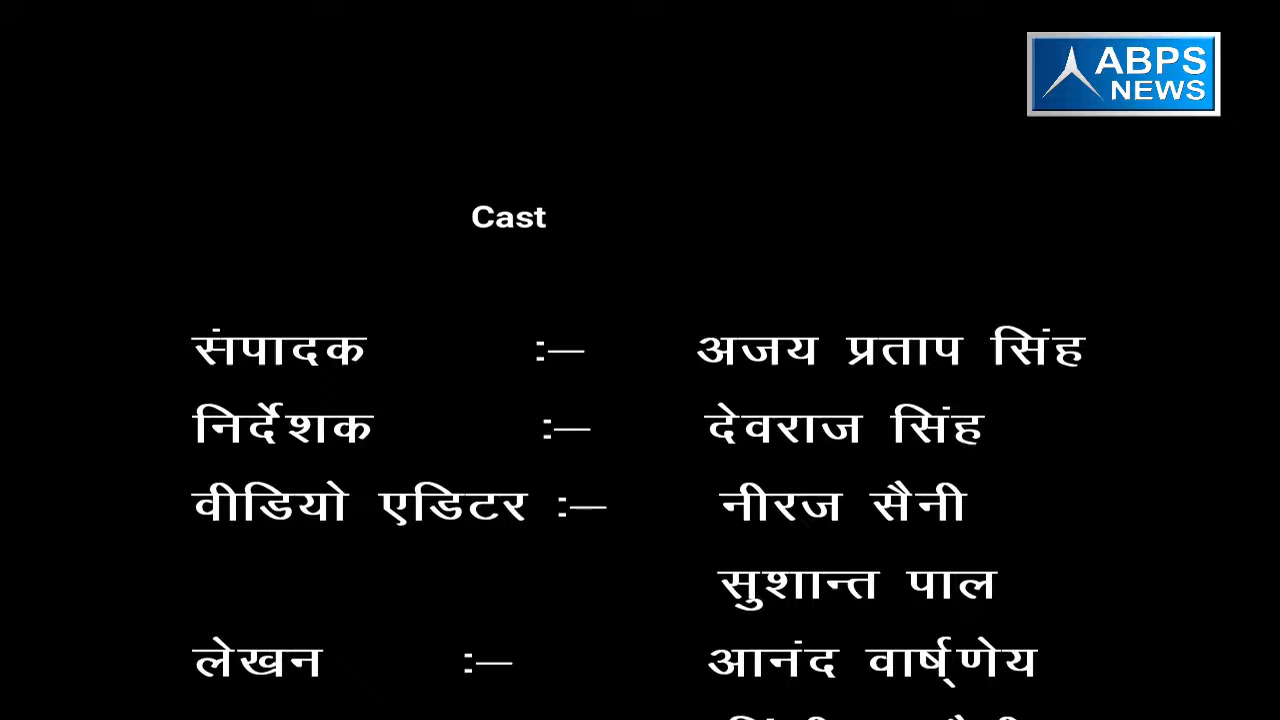 ABPS
NEWS
Cast
संपादक :— अजय प्रताप सिंह
निर्देशक :— देवराज सिंह
वीडियो एडिटर :— नीरज सैनी
सुशान्त पाल
लेखन :— आनंद वार्ष्णेय